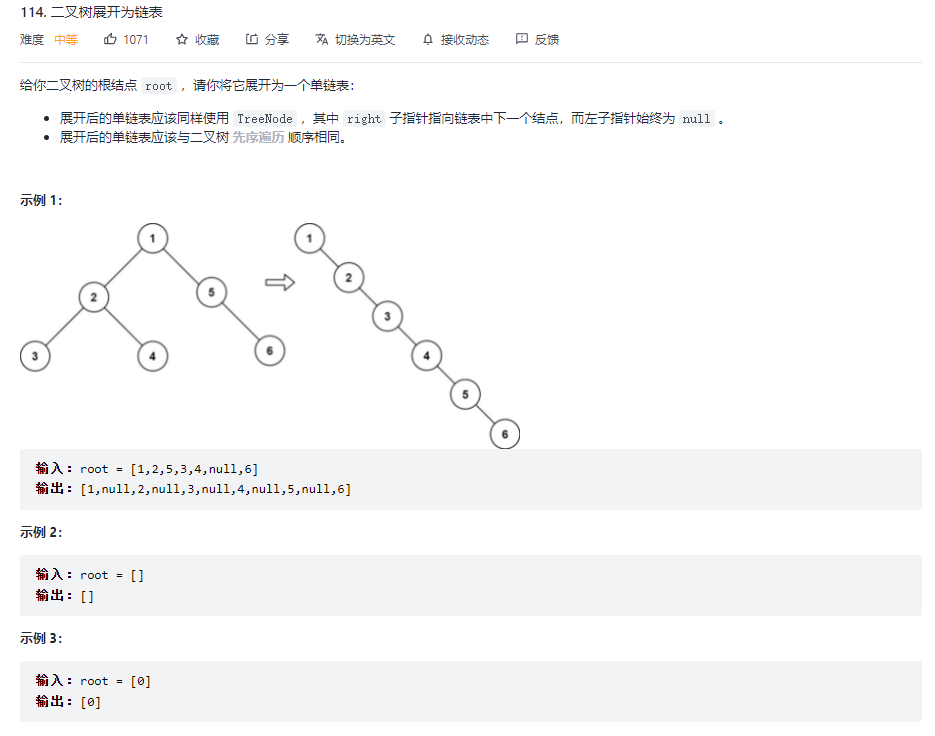 114. 二叉树展开为链表
难度 中等 1071 收藏 分享 切换为英文 接收动态 反馈
给你二叉树的根结点 root ，请你将它展开为一个单链表：
展开后的单链表应该同样使用 TreeNode ，其中 right 子指针指向链表中下一个结点，而左子指针始终为 null 。
展开后的单链表应该与二叉树 先序遍历 顺序相同。
示例 1：
1 1
2 5 2
3 4 6 3
4
5
6
输入：root = [1,2,5,3,4,null,6]
输出：[1,null,2,null,3,null,4,null,5,null,6]
示例 2：
输入：root = []
输出：[]
示例 3：
输入：root = [0]
输出：[0]